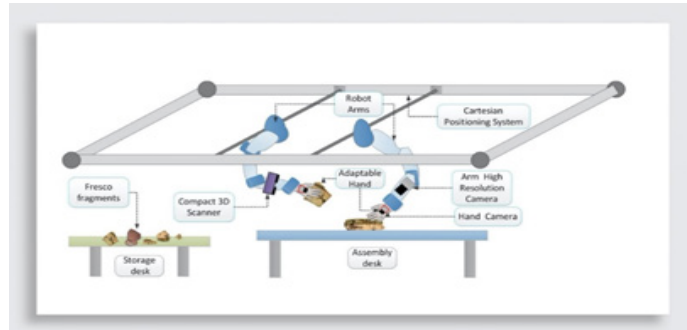 Robot
Arms
Cartesian
Positioning System
Fresco
fragments
Compact 3D
Scanner
Adaptable
Hand
Arm High
Resolution
Camera
Hand Camera
Storage
desk
Assembly
desk